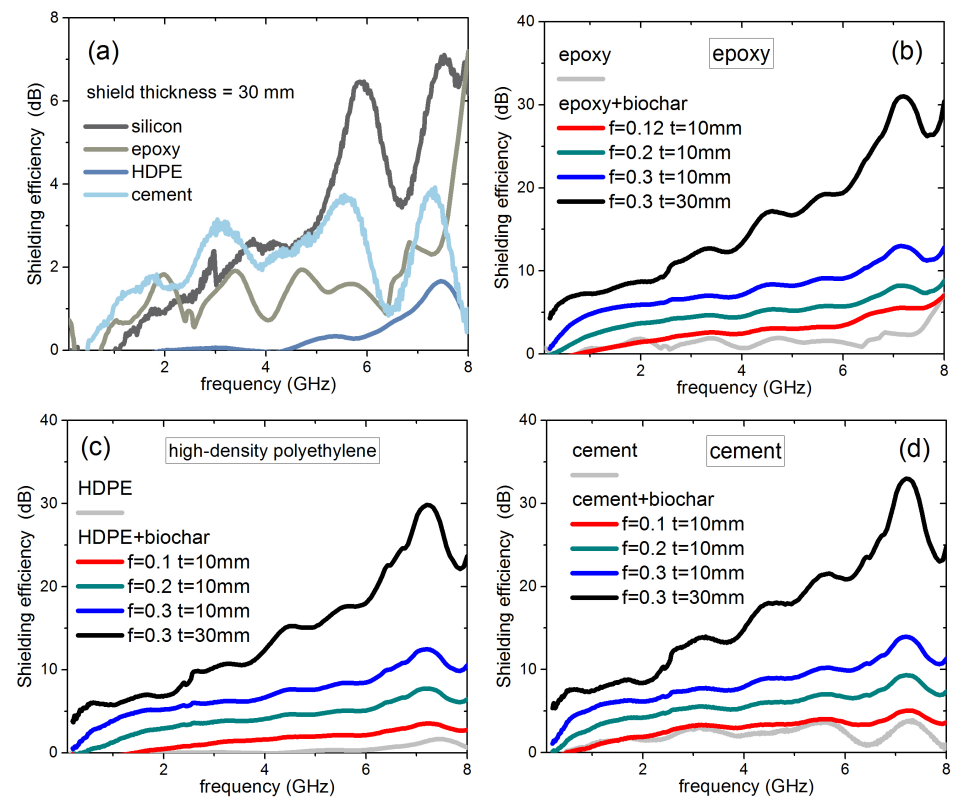 (a)
shield thickness = 30 mm
silicon
epoxy
HDPE
cement
Shielding efficiency (dB)
0
2
4
6
8
2
4
6
8
frequency (GHz)
(b)
epoxy
epoxy
epoxy+biochar
f=0.12 t=10mm
f=0.2 t=10mm
f=0.3 t=10mm
f=0.3 t=30mm
Shielding efficiency (dB)
0
10
20
30
40
2
4
6
8
frequency (GHz)
(c)
high-density polyethylene
HDPE
HDPE+biochar
f=0.1 t=10mm
f=0.2 t=10mm
f=0.3 t=10mm
f=0.3 t=30mm
Shielding efficiency (dB)
0
10
20
30
40
2
4
6
8
frequency (GHz)
(d)
cement
cement
cement+biochar
f=0.1 t=10mm
f=0.2 t=10mm
f=0.3 t=10mm
f=0.3 t=30mm
Shielding efficiency (dB)
0
10
20
30
40
2
4
6
8
frequency (GHz)